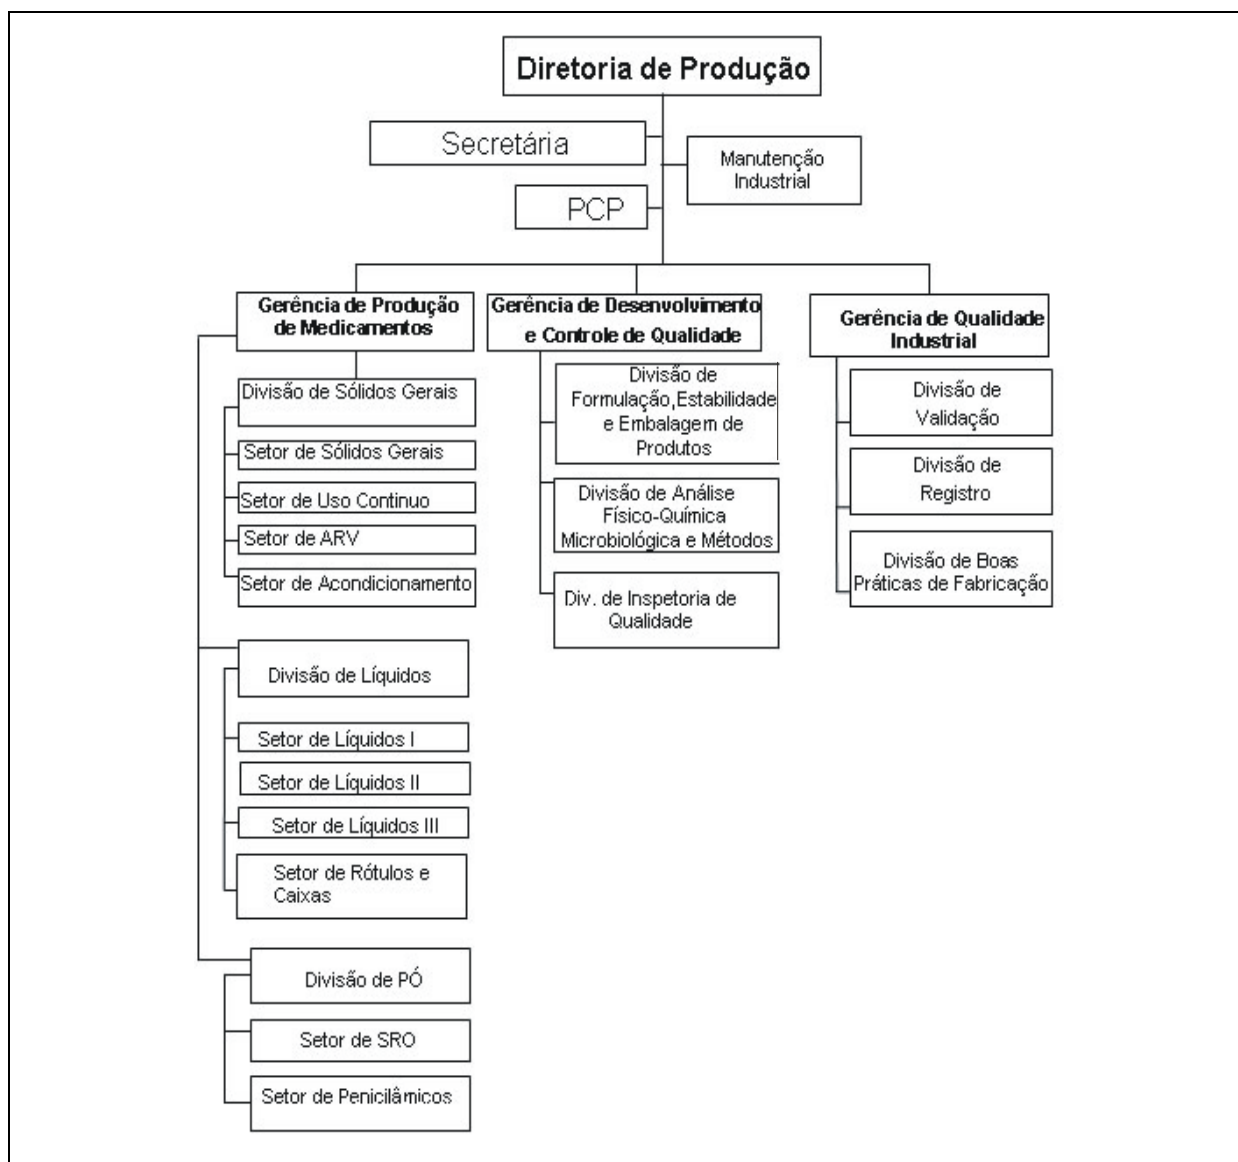 Diretoria de Produção
Secretária
Manutenção
Industrial
PCP
Gerência de Produção
de Medicamentos
Gerência de Desenvolvimento
e Controle de Qualidade
Gerência de Qualidade
Industrial
Divisão de Sólidos Gerais
Setor de Sólidos Gerais
Setor de Uso Continuo
Setor de ARV
Setor de Acondicionamento
Divisão de Líquidos
Setor de Líquidos I
Setor de Líquidos II
Setor de Líquidos III
Setor de Rótulos e
Caixas
Divisão de PÓ
Setor de SRO
Setor de Penicilâmicos
Divisão de
Formulação,Estabilidade
e Embalagem de
Produtos
Divisão de Análise
Físico-Química
Microbiológica e Métodos
Div. de Inspetoria de
Qualidade
Divisão de
Validação
Divisão de
Registro
Divisão de Boas
Práticas de Fabricação